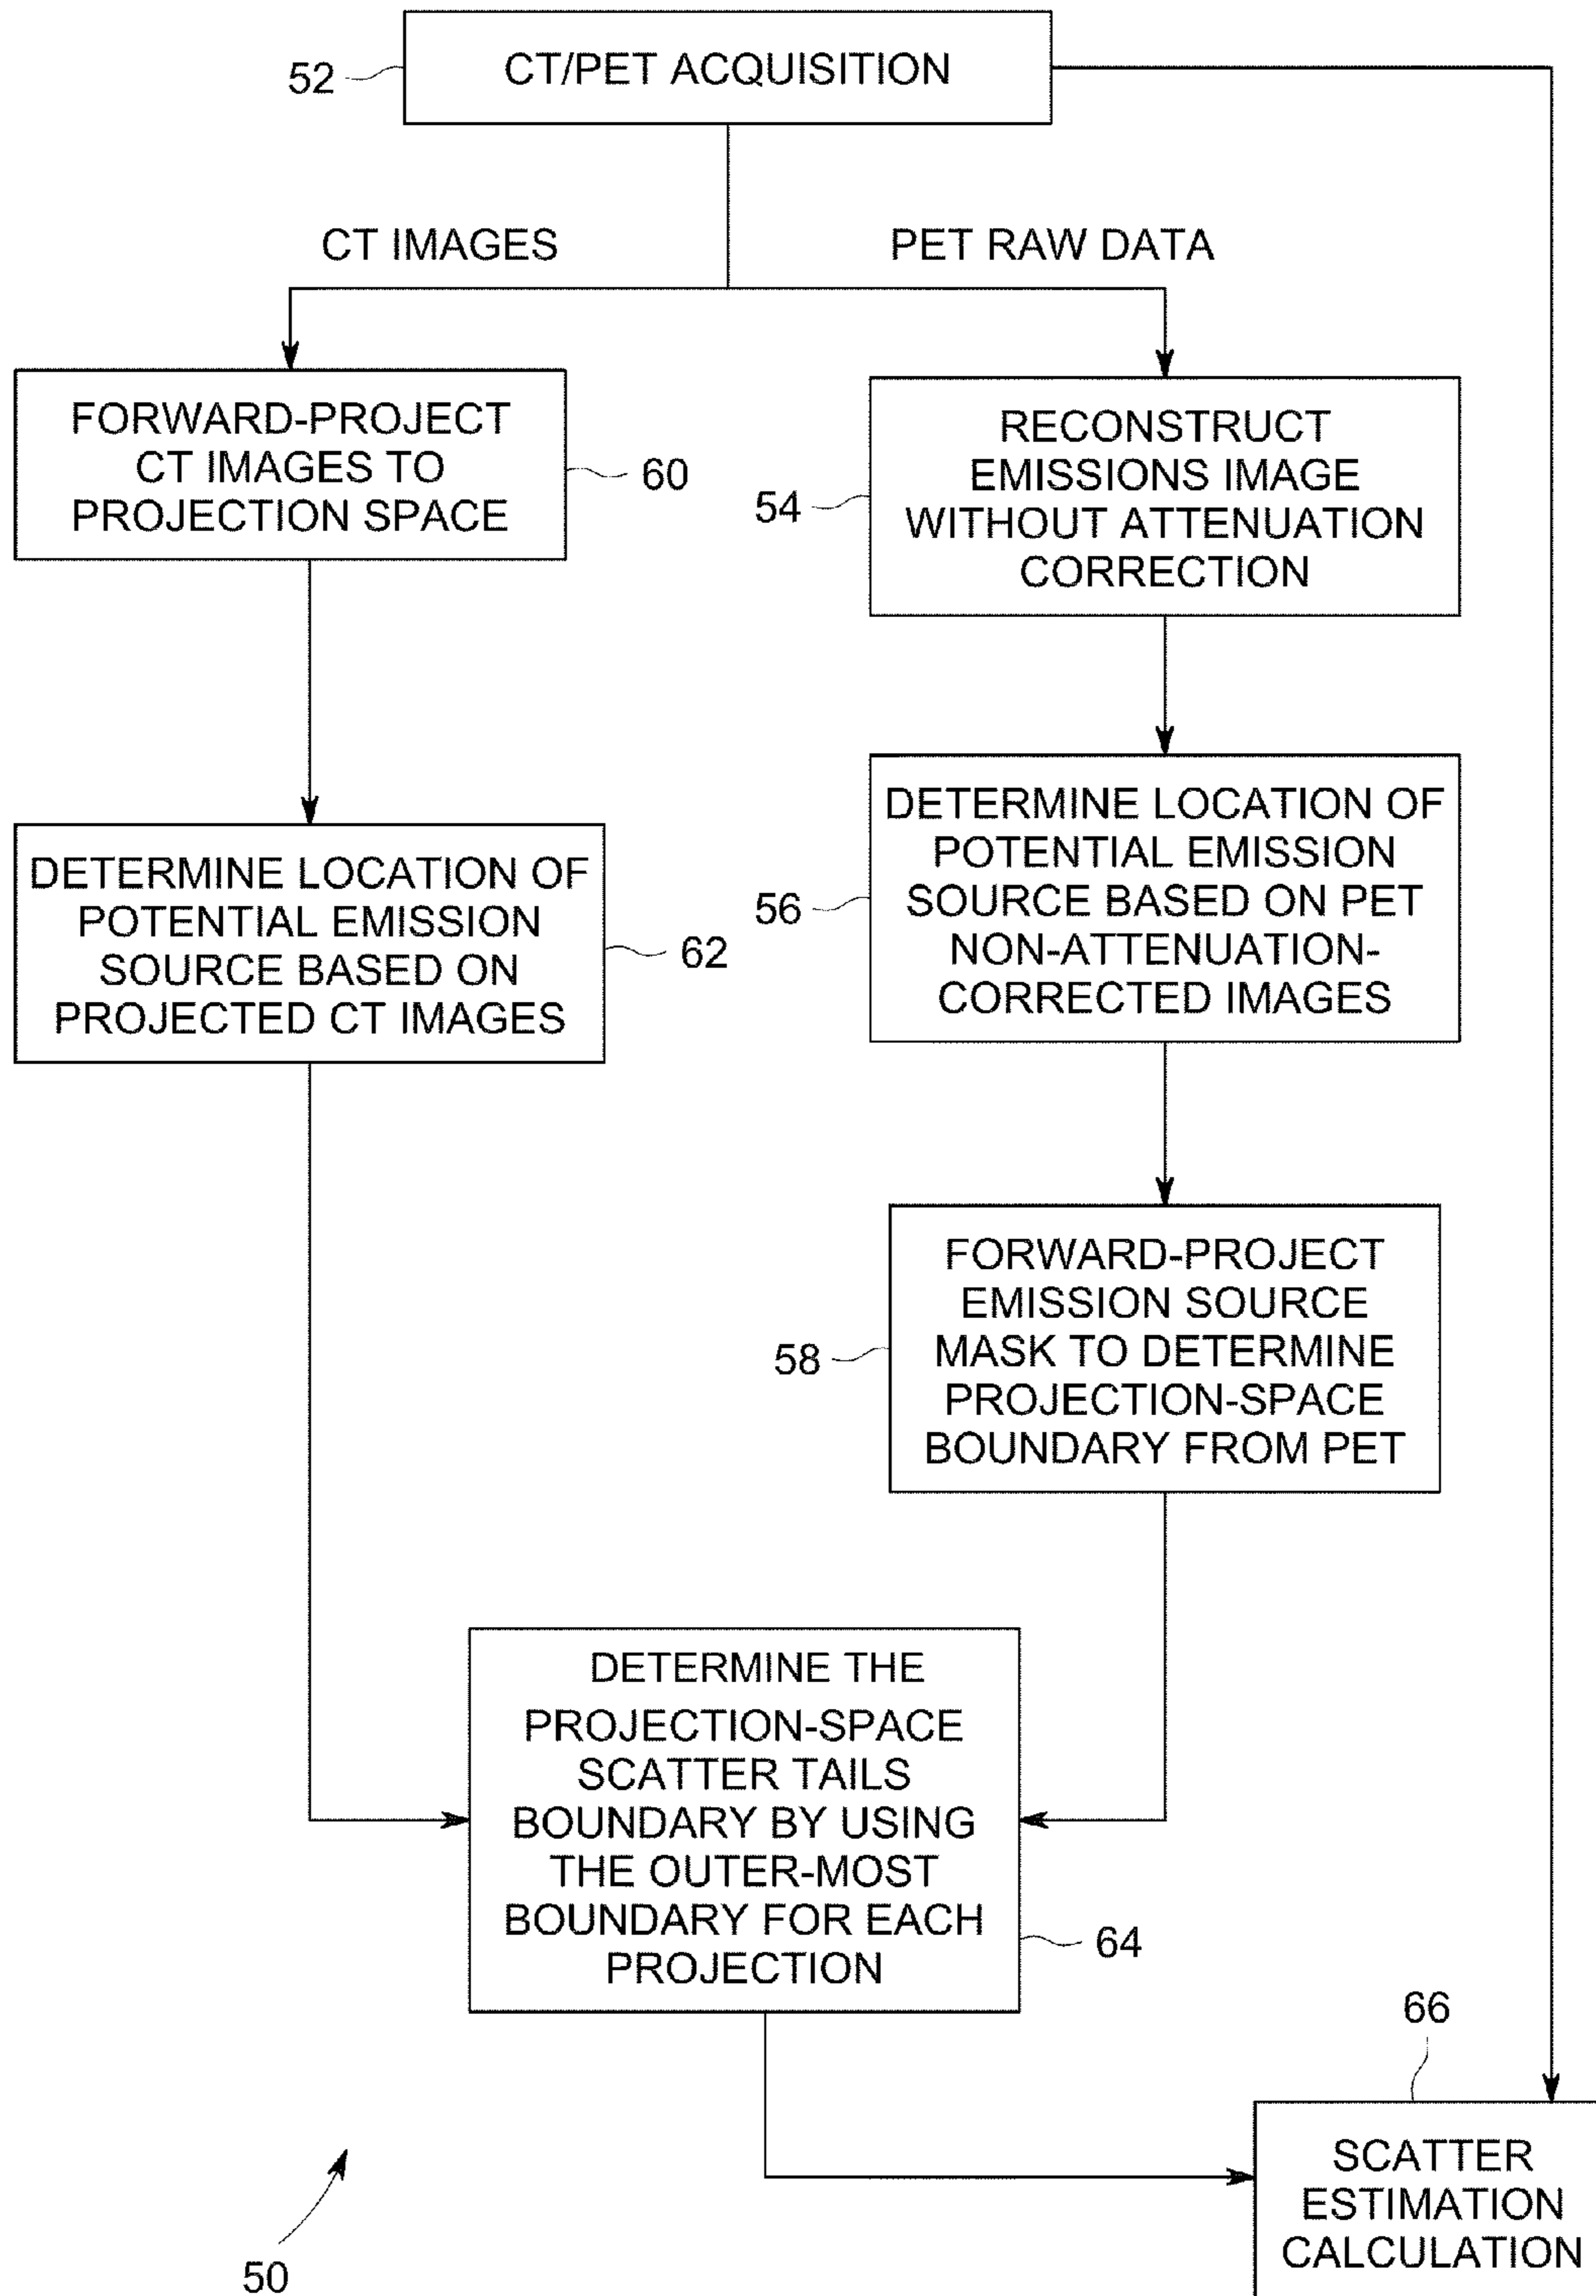 CT/PET ACQUISITION
52
CT IMAGES
PET RAW DATA
FORWARD-PROJECT
CT IMAGES TO
PROJECTION SPACE
60
RECONSTRUCT
EMISSIONS IMAGE
WITHOUT ATTENUATION
CORRECTION
54
DETERMINE LOCATION OF
POTENTIAL EMISSION
SOURCE BASED ON
PROJECTED CT IMAGES
62
DETERMINE LOCATION OF
POTENTIAL EMISSION
SOURCE BASED ON PET
NON-ATTENUATION-
CORRECTED IMAGES
56
FORWARD-PROJECT
EMISSION SOURCE
MASK TO DETERMINE
PROJECTION-SPACE
BOUNDARY FROM PET
58
DETERMINE THE
PROJECTION-SPACE
SCATTER TAILS
BOUNDARY BY USING
THE OUTER-MOST
BOUNDARY FOR EACH
PROJECTION
64
66
SCATTER
ESTIMATION
CALCULATION
50